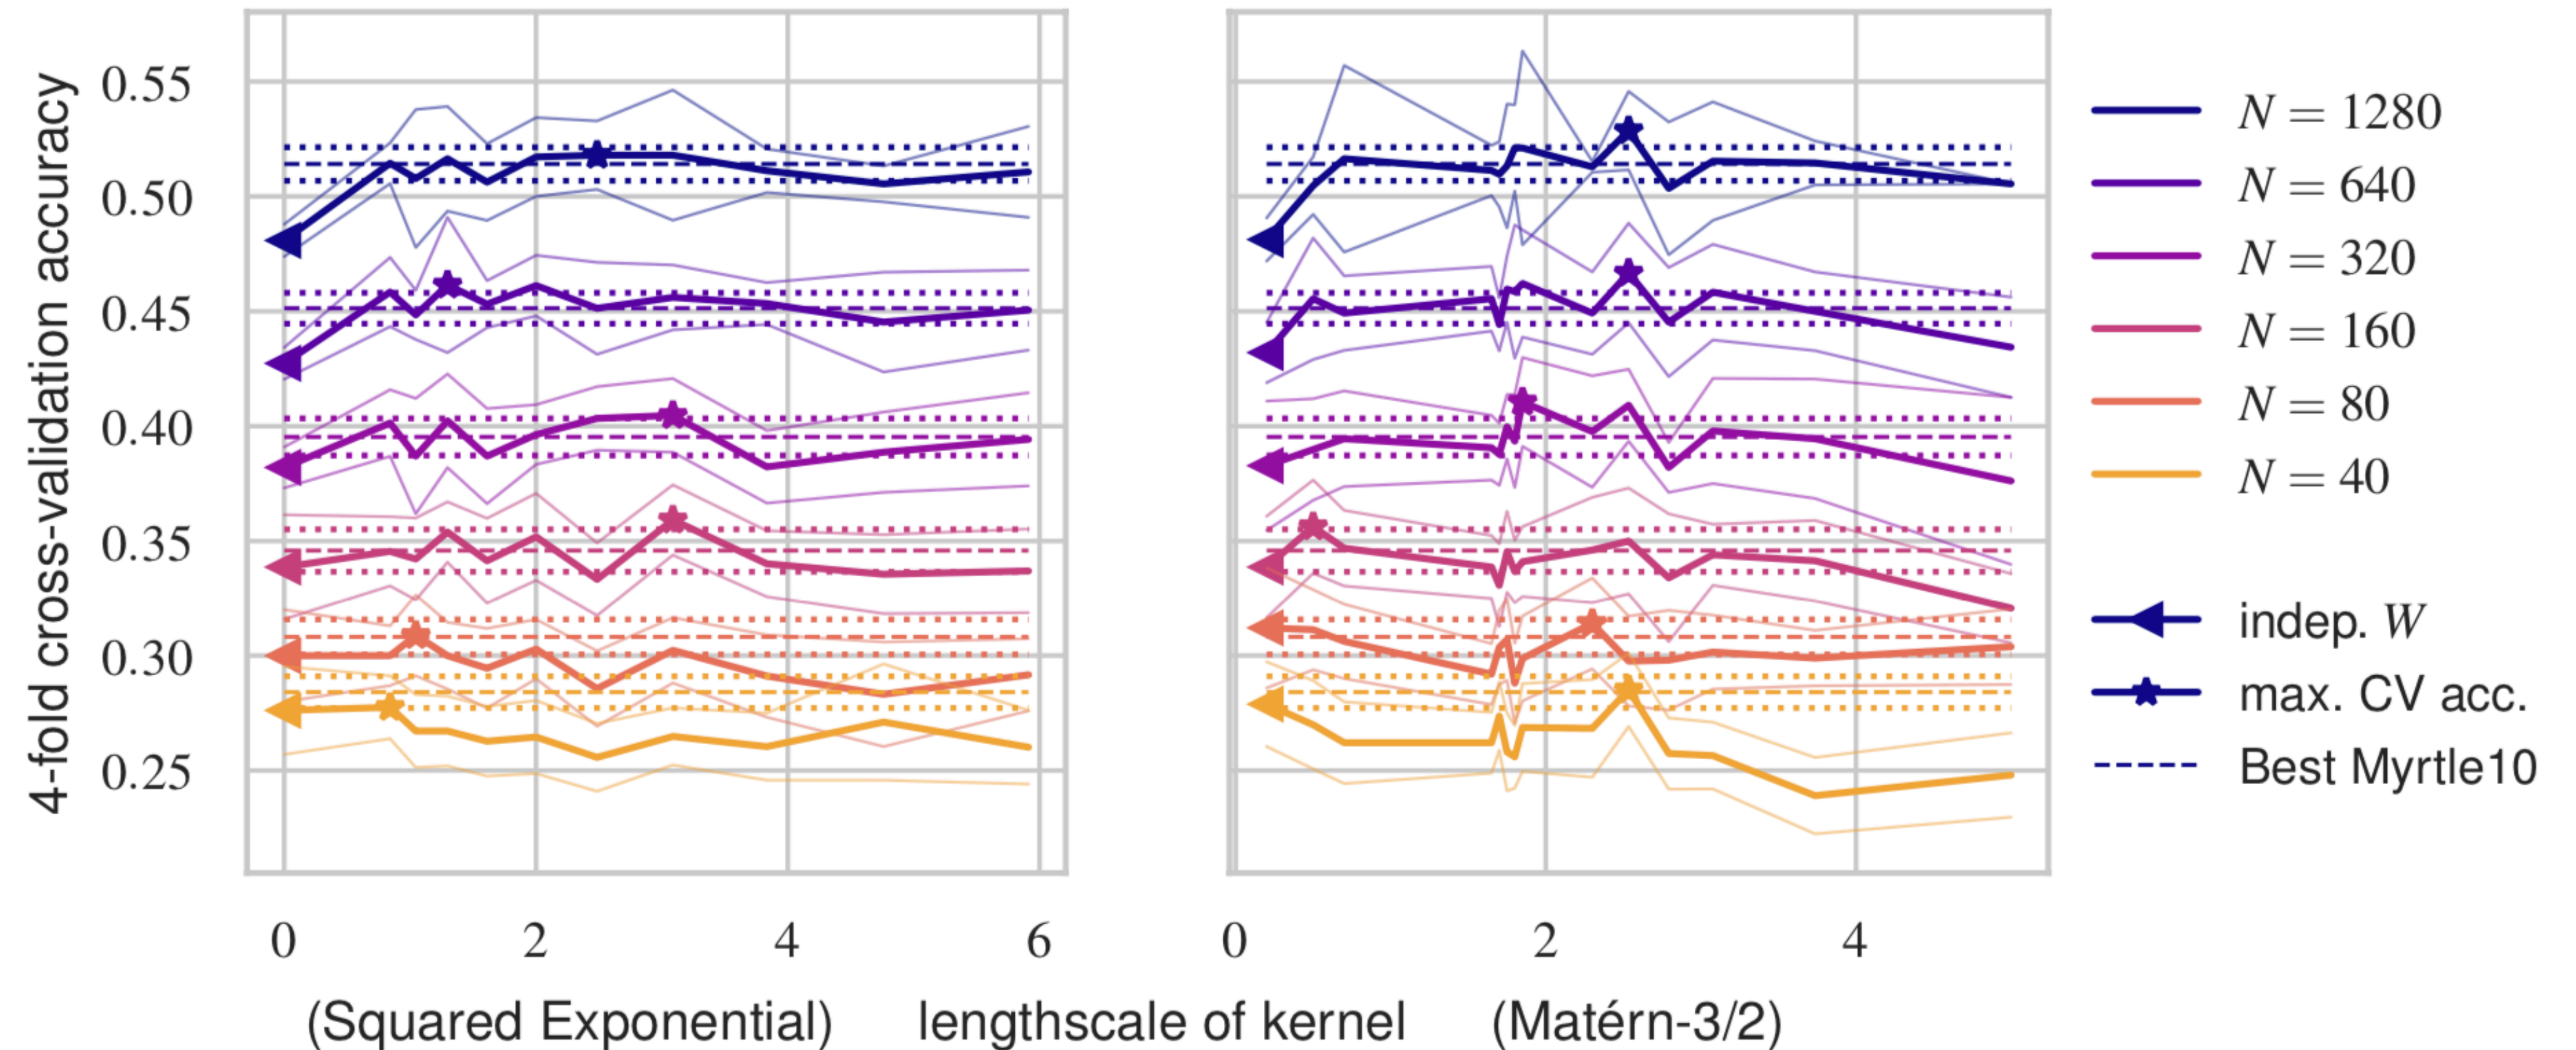 4-fold cross-validation accuracy
0.55
0.50
0.45
0.40
0.35
0.30
0.25
0 2 4 6
0 2 4
(Squared Exponential) lengthscale of kernel (Matérn-3/2)
N = 1280
N = 640
N = 320
N = 160
N = 80
N = 40
indep. W
max. CV acc.
Best Myrtle10